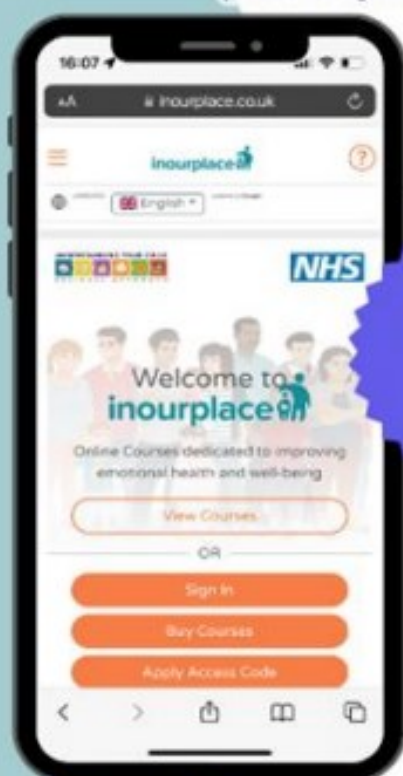 16:07
AA inourplace.co.uk
inourplace
?
English
NHS
Welcome to
inourplace
Online Courses dedicated to improving
emotional health and well-being
View Courses
OR
Sign In
Buy Courses
Apply Access Code